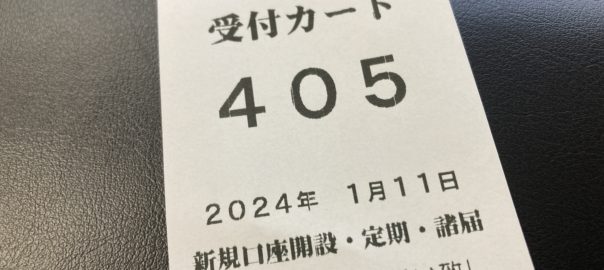 受付カード
405
2024年 1月11日
新規口座開設・定期・諸届